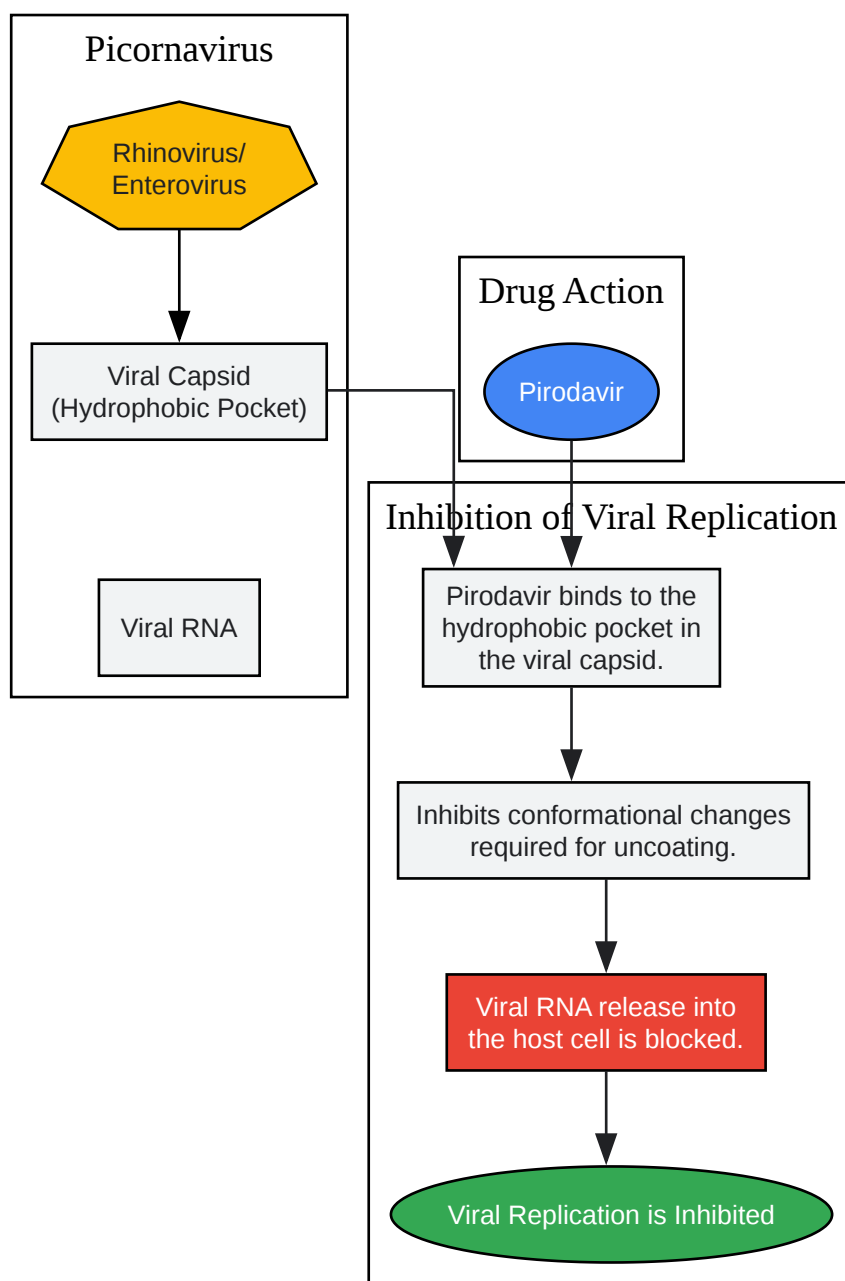 Picornavirus
Rhinovirus/
Enterovirus
Viral Capsid
(Hydrophobic Pocket)
Viral RNA
Drug Action
Pirodavir
Inhibition of Viral Replication
Pirodavir binds to the
hydrophobic pocket in
the viral capsid.
Inhibits conformational changes
required for uncoating.
Viral RNA release into
the host cell is blocked.
Viral Replication is Inhibited